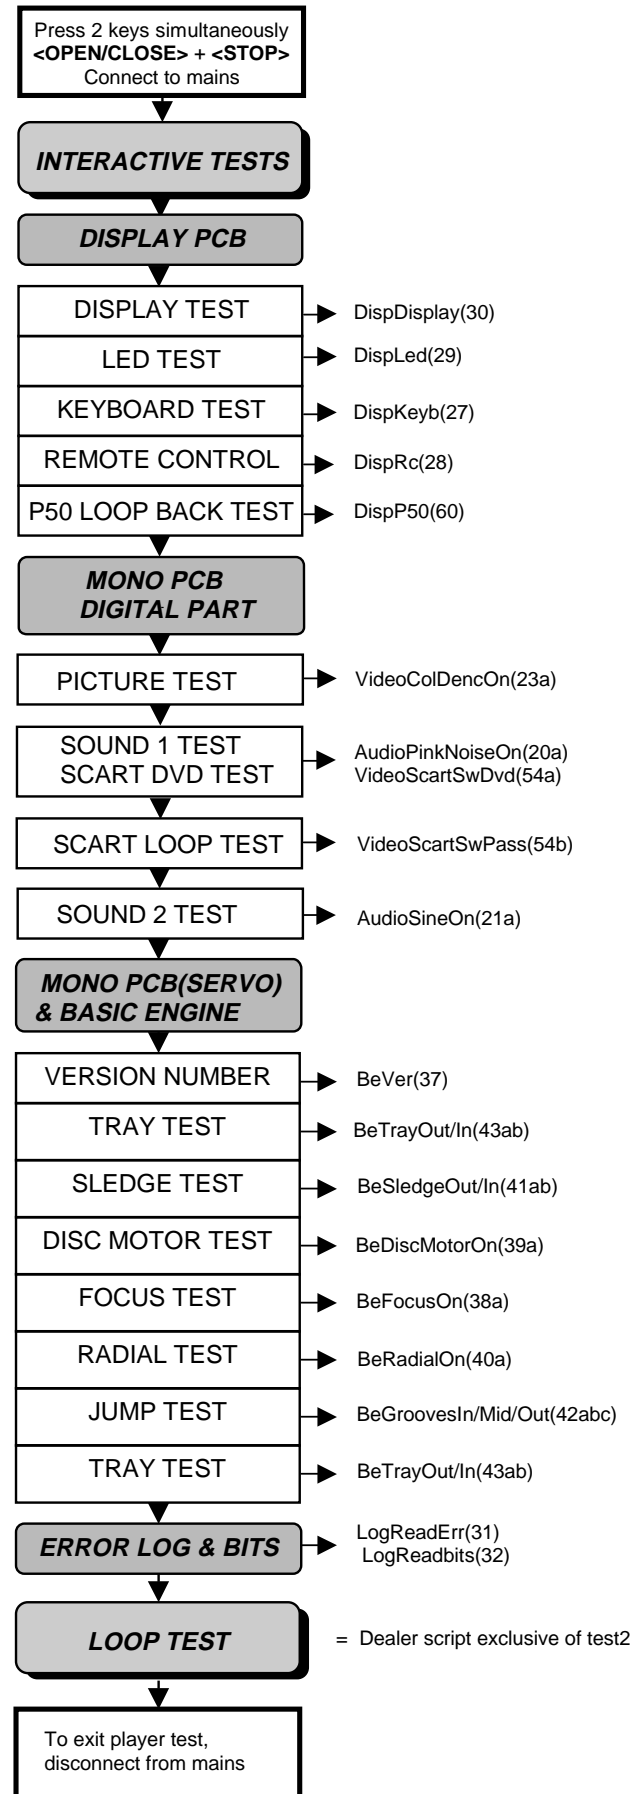 Press 2 keys simultaneously
<OPEN/CLOSE> + <STOP>
Connect to mains
INTERACTIVE TESTS
DISPLAY PCB
DISPLAY TEST
DispDisplay(30)
LED TEST
DispLed(29)
KEYBOARD TEST
DispKeyb(27)
REMOTE CONTROL
DispRc(28)
P50 LOOP BACK TEST
DispP50(60)
MONO PCB
DIGITAL PART
PICTURE TEST
VideoColDencOn(23a)
SOUND 1 TEST
SCART DVD TEST
AudioPinkNoiseOn(20a)
VideoScartSwDvd(54a)
SCART LOOP TEST
VideoScartSwPass(54b)
SOUND 2 TEST
AudioSineOn(21a)
MONO PCB(SERVO)
& BASIC ENGINE
VERSION NUMBER
BeVer(37)
TRAY TEST
BeTrayOut/In(43ab)
SLEDGE TEST
BeSledgeOut/In(41ab)
DISC MOTOR TEST
BeDiscMotorOn(39a)
FOCUS TEST
BeFocusOn(38a)
RADIAL TEST
BeRadialOn(40a)
JUMP TEST
BeGroovesIn/Mid/Out(42abc)
TRAY TEST
BeTrayOut/In(43ab)
ERROR LOG & BITS
LogReadErr(31)
LogReadbits(32)
LOOP TEST
= Dealer script exclusive of test2
To exit player test,
disconnect from mains